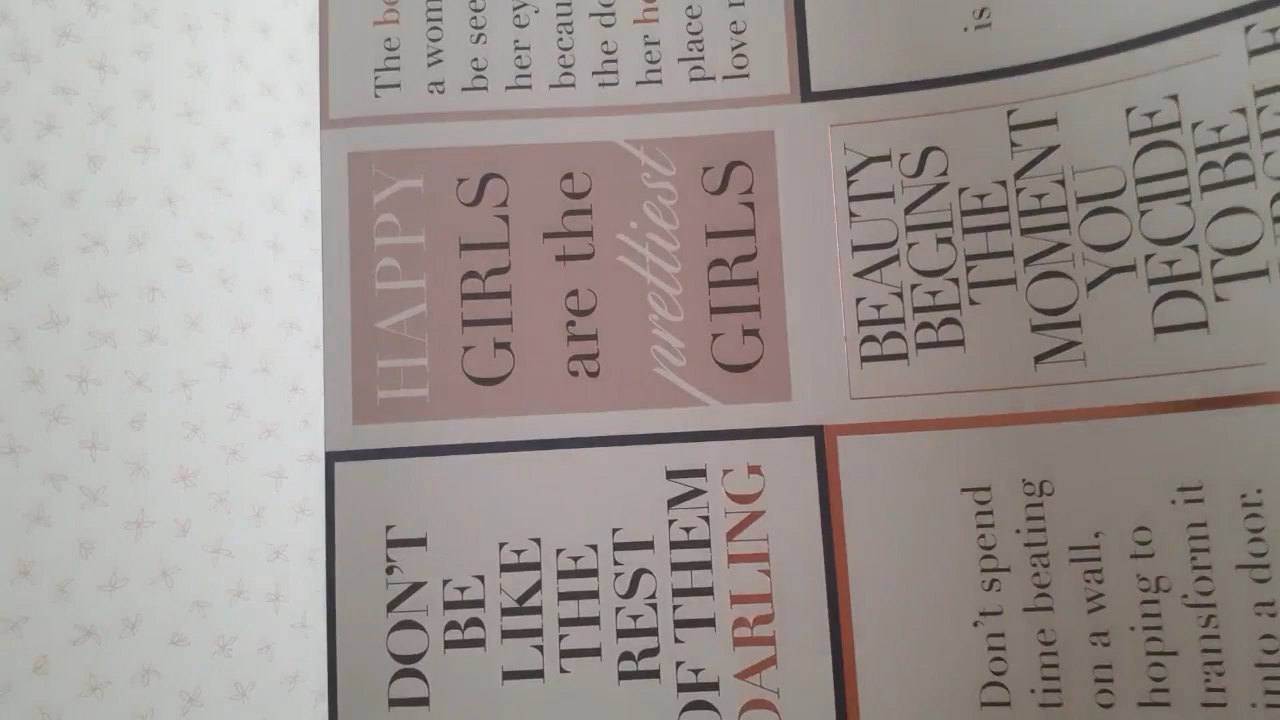 The
a wom
be see
her ey
becau
the do
her
place
love
is
HAPPY
GIRLS
are the
prettiest
GIRLS
BEAUTY
BEGINS
THE
MOMENT
YOU
DECIDE
TO BE
DON'T
BE
LIKE
THE
REST
OF THEM
DARLING
Don't spend
time beating
on a wall,
hoping to
transform it
into a door.